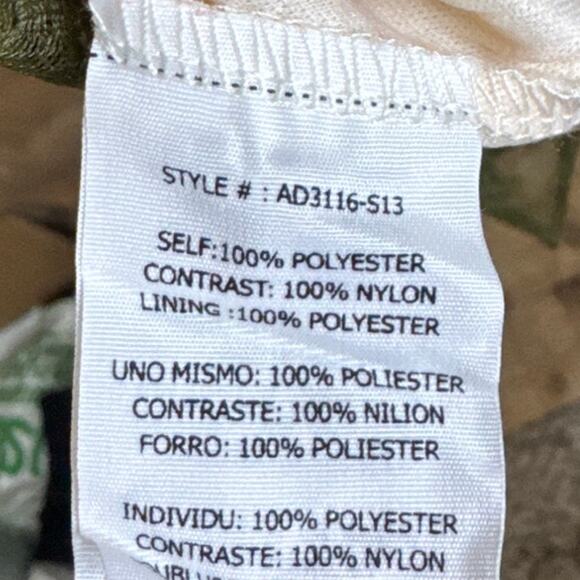 STYLE # : AD3116-S13
SELF:100% POLYESTER
CONTRAST: 100% NYLON
LINING :100% POLYESTER
UNO MISMO: 100% POLIESTER
CONTRASTE: 100% NILION
FORRO: 100% POLIESTER
INDIVIDU: 100% POLYESTER
CONTRASTE: 100% NYLON